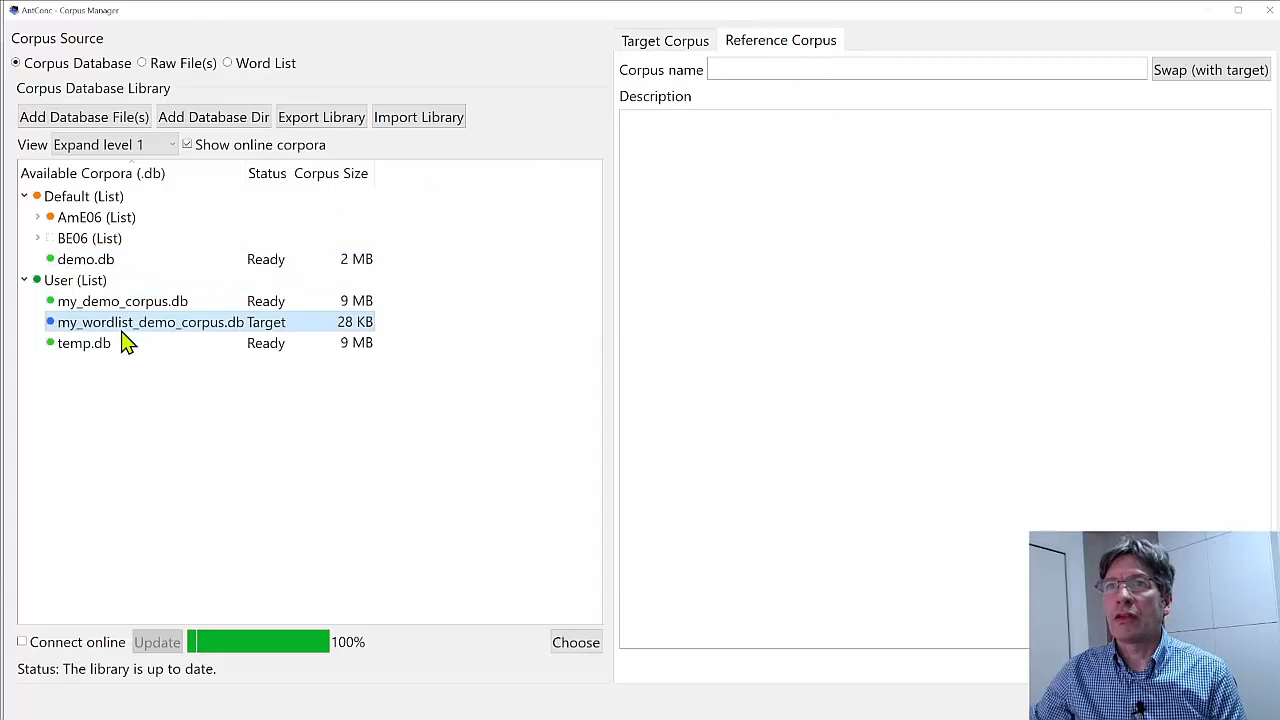 AntConc - Corpus Manager
Corpus Source
Corpus Database Raw File(s) Word List
Corpus Database Library
Add Database File(s) Add Database Dir Export Library Import Library
View Expand level 1 Show online corpora
Available Corpora (.db) Status Corpus Size
Default (List)
AmE06 (List)
BE06 (List)
demo.db Ready 2 MB
User (List)
my_demo_corpus.db Ready 9 MB
my_wordlist_demo_corpus.db Target 28 KB
temp.db Ready 9 MB
Connect online Update 100% Choose
Status: The library is up to date.
Target Corpus Reference Corpus
Corpus name Swap (with target)
Description